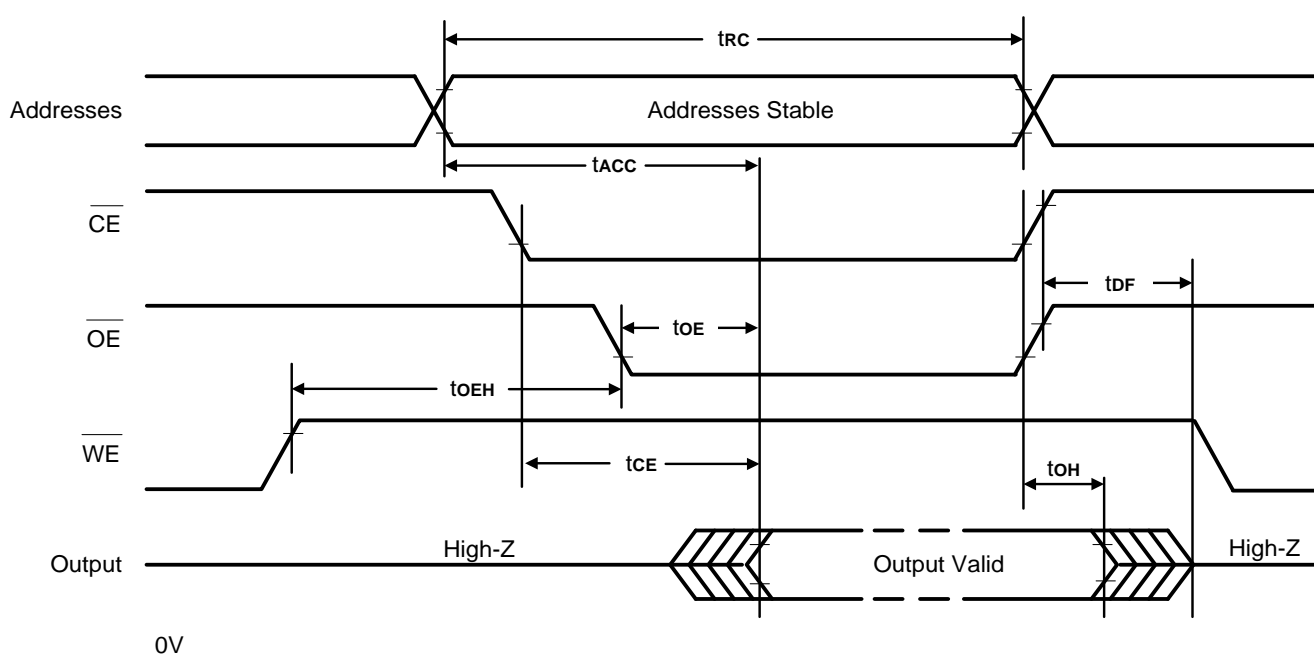 tRC
Addresses
Addresses Stable
tACC
CE
tDF
OE
tOE
tOEH
WE
tCE
tOH
Output
High-Z
Output Valid
High-Z
0V